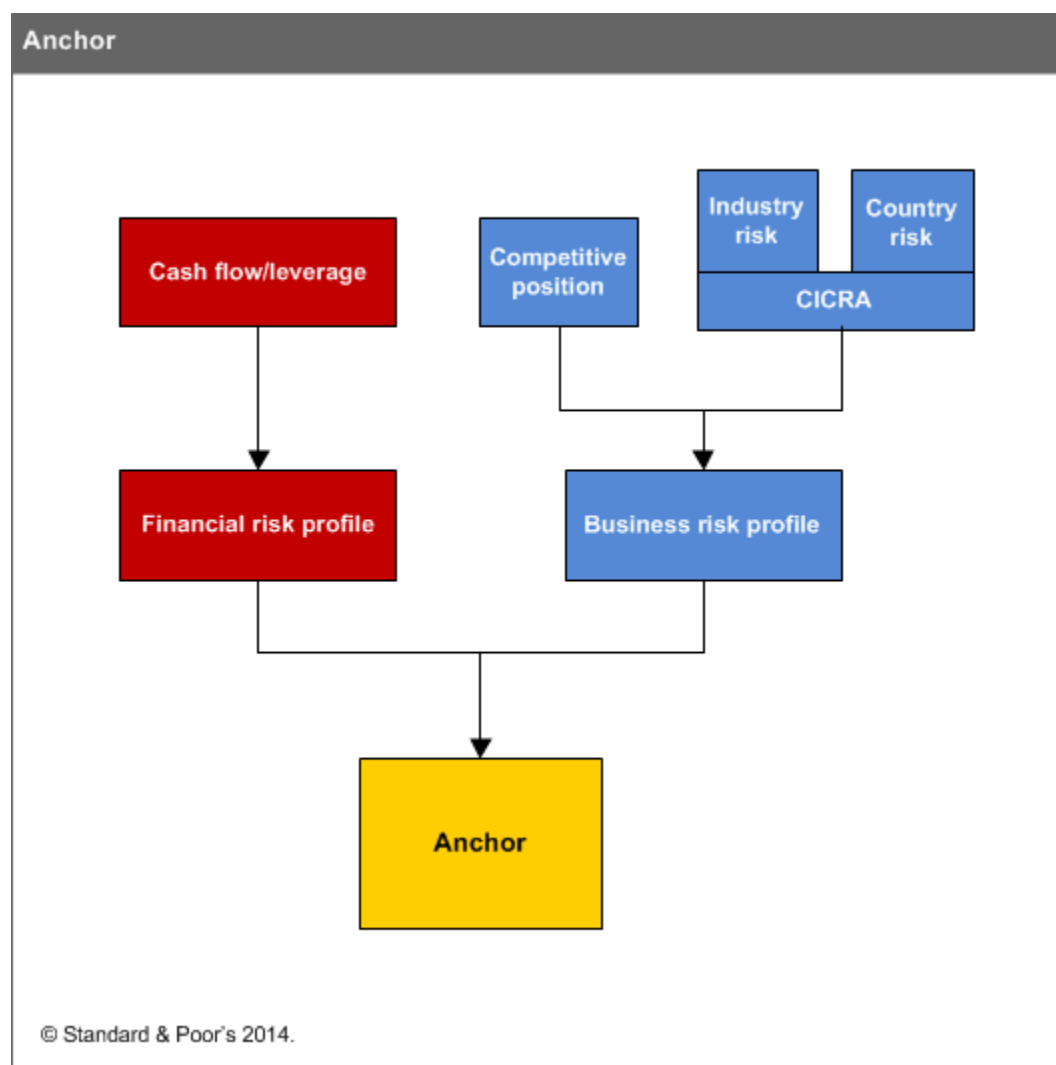 Anchor
Industry
risk
Country
risk
Cash flow/leverage
Competitive
position
CICRA
Financial risk profile
Business risk profile
Anchor
© Standard & Poor's 2014.